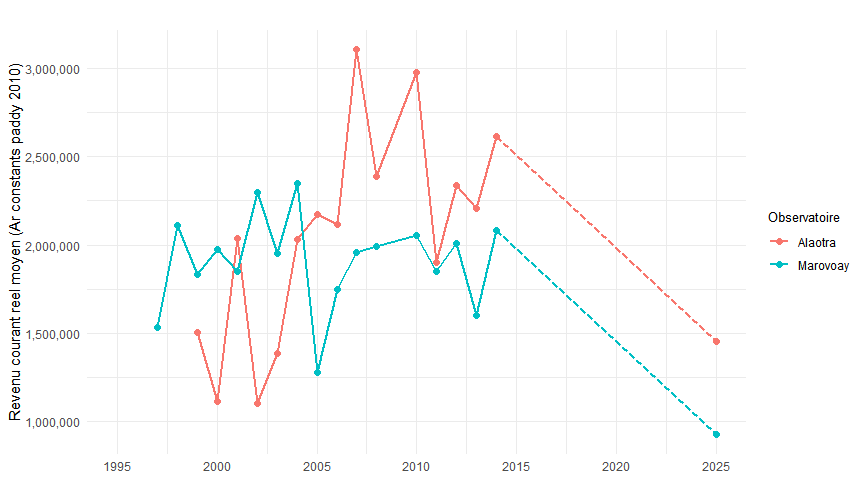 Revenu courant reel moyen (Ar constants paddy 2010)
3,000,000
2,500,000
2,000,000
1,500,000
1,000,000
1995 2000 2005 2010 2015 2020 2025
Observatoire
Alaotra
Marovoay